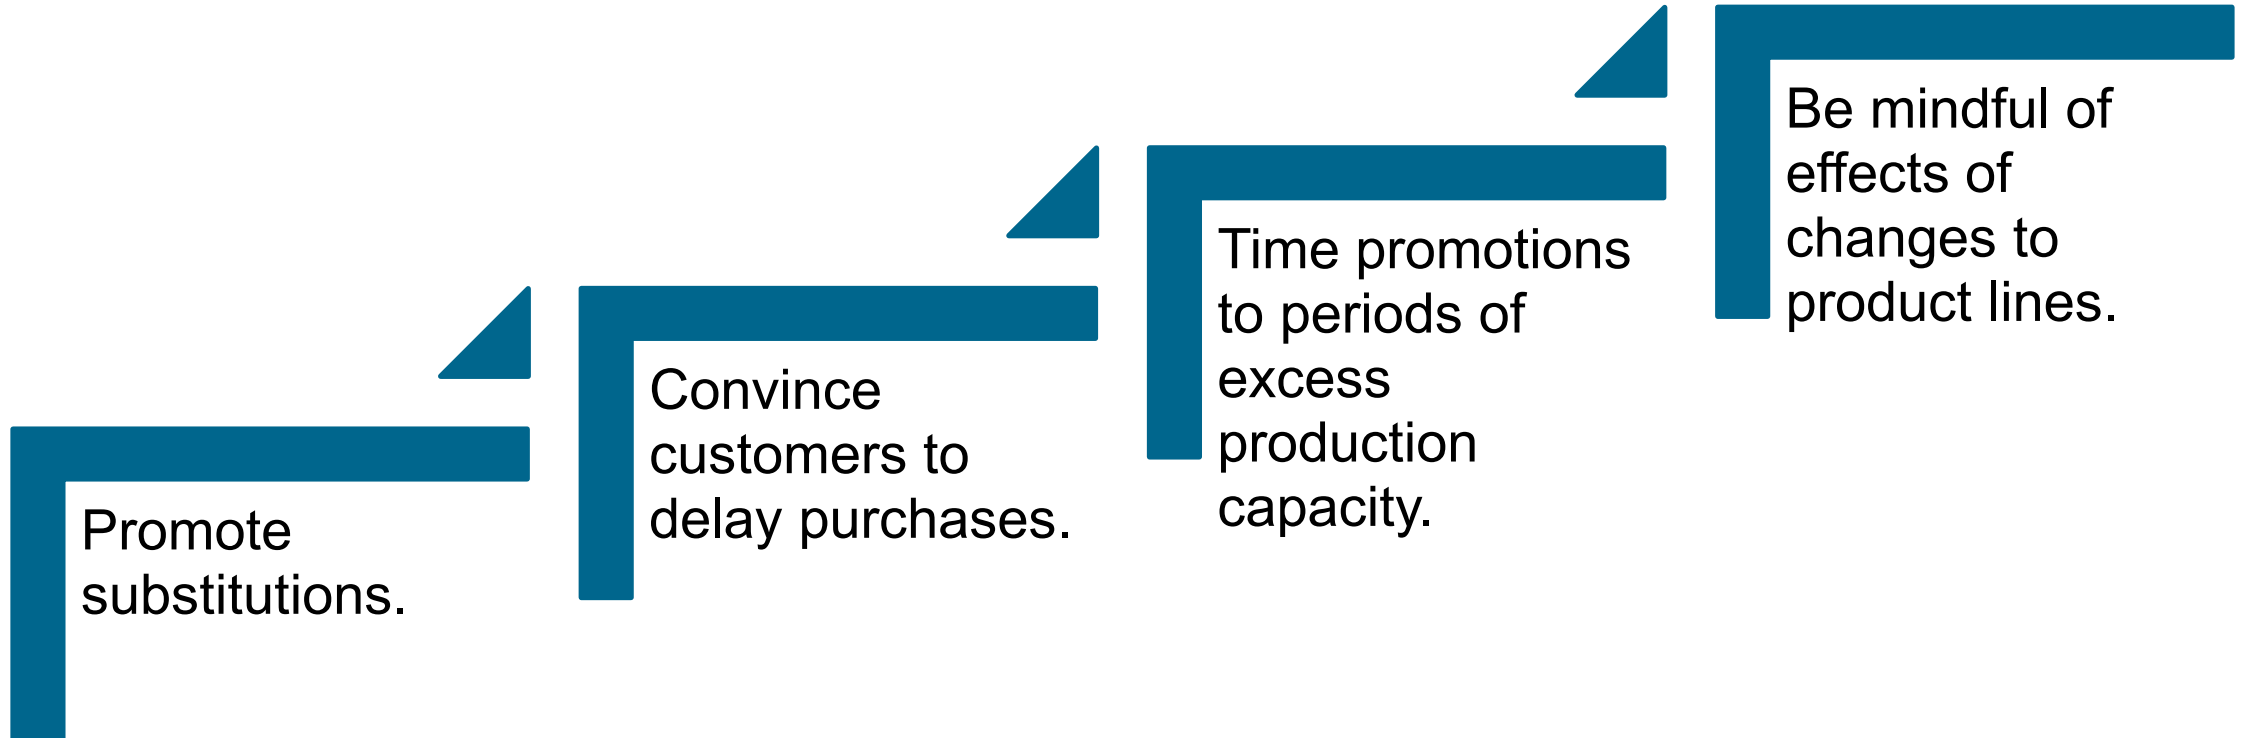 Promote
substitutions.
Convince
customers to
delay purchases.
Time promotions
to periods of
excess
production
capacity.
Be mindful of
effects of
changes to
product lines.